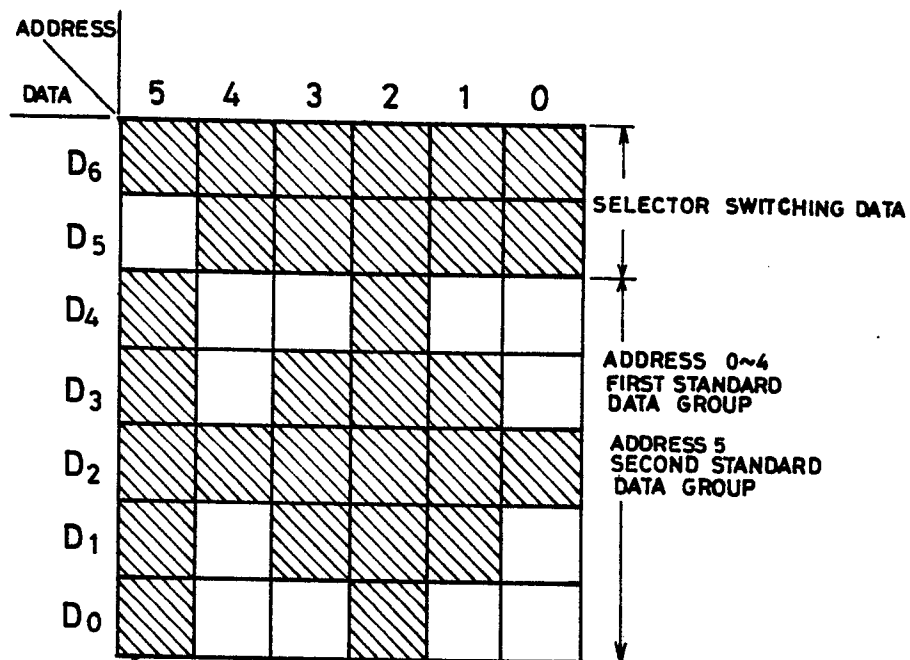 ADDRESS
DATA 5 4 3 2 1 0
D6
SELECTOR SWITCHING DATA
D5
D4
ADDRESS 0~4
FIRST STANDARD
DATA GROUP
D3
ADDRESS 5
SECOND STANDARD
DATA GROUP
D2
D1
D0